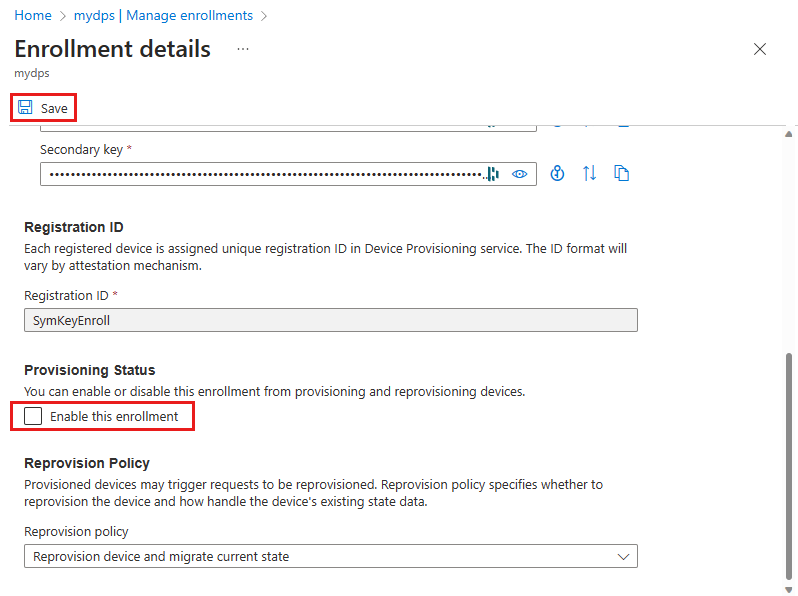 Home > mydps | Manage enrollments >
Enrollment details ...
mydps
Save
Secondary key *
Registration ID
Each registered device is assigned unique registration ID in Device Provisioning service. The ID format will
vary by attestation mechanism.
Registration ID *
SymKeyEnroll
Provisioning Status
You can enable or disable this enrollment from provisioning and reprovisioning devices.
Enable this enrollment
Reprovision Policy
Provisioned devices may trigger requests to be reprovisioned. Reprovision policy specifies whether to
reprovision the device and how handle the device's existing state data.
Reprovision policy
Reprovision device and migrate current state